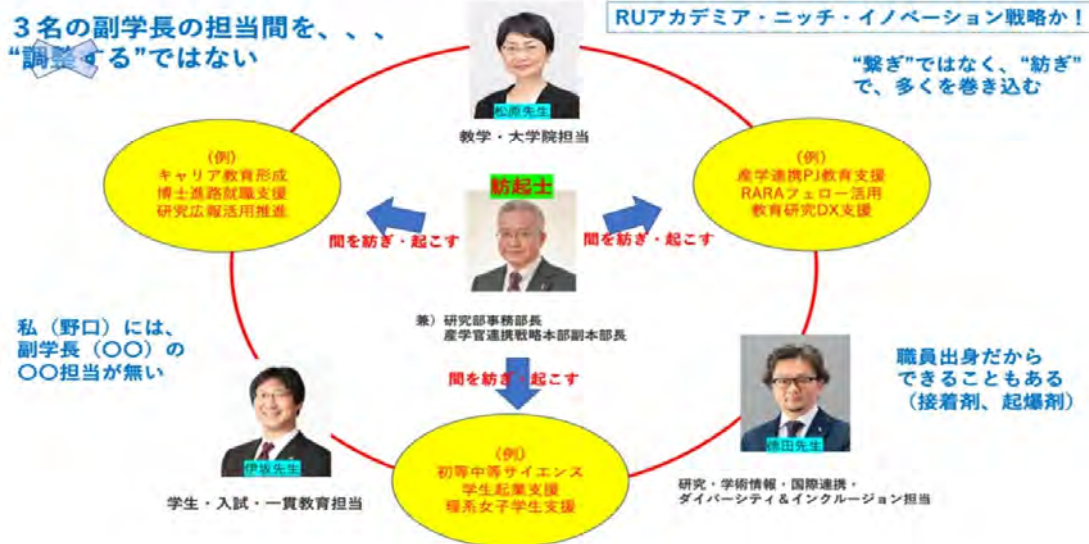 3名の副学長の担当間を、、、
“調整する”ではない
RUアカデミア・ニッチ・イノベーション戦略か！
“繋ぎ”ではなく、“紡ぎ”
で、多くを巻き込む
松原先生
教学・大学院担当
(例)
キャリア教育形成
博士進路就職支援
研究広報活用推進
紡起士
(例)
産学連携PJ教育支援
RARAフェロー活用
教育研究DX支援
間を紡ぎ・起こす
間を紡ぎ・起こす
兼）研究部事務部長
産学官連携戦略本部副本部長
私（野口）には、
副学長（〇〇）の
〇〇担当が無い
間を紡ぎ・起こす
職員出身だから
できることもある
（接着剤、起爆剤）
伊坂先生
学生・入試・一貫教育担当
(例)
初等中等サイエンス
学生起業支援
理系女子学生支援
徳田先生
研究・学術情報・国際連携・
ダイバーシティ＆インクルージョン担当